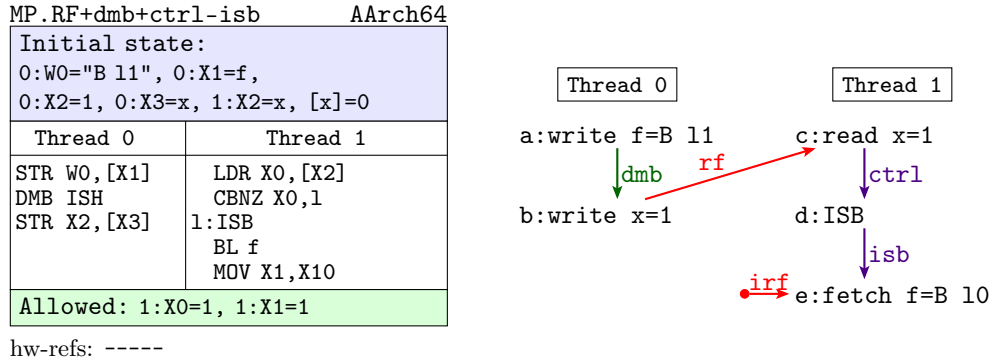 MP.RF+dmb+ctrl-isb AArch64
Initial state:
0:W0="B l1", 0:X1=f,
0:X2=1, 0:X3=x, 1:X2=x, [x]=0
Thread 0 Thread 1
STR W0,[X1] LDR X0,[X2]
DMB ISH CBNZ X0,l
STR X2,[X3] l:ISB
BL f
MOV X1,X10
Allowed: 1:X0=1, 1:X1=1
hw-refs: -----
Thread 0 Thread 1
a:write f=B l1 c:read x=1
dmb rf ctrl
b:write x=1 d:ISB
isb
irf
e:fetch f=B l0